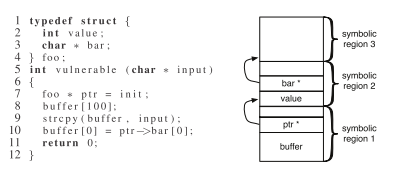 1 typedef struct {
2 int value;
3 char * bar;
4 } foo;
5 int vulnerable (char * input)
6 {
7 foo * ptr = init;
8 buffer[100];
9 strcpy(buffer, input);
10 buffer[0] = ptr->bar[0];
11 return 0;
12 }
symbolic
region 3
bar *
symbolic
region 2
value
ptr *
symbolic
region 1
buffer